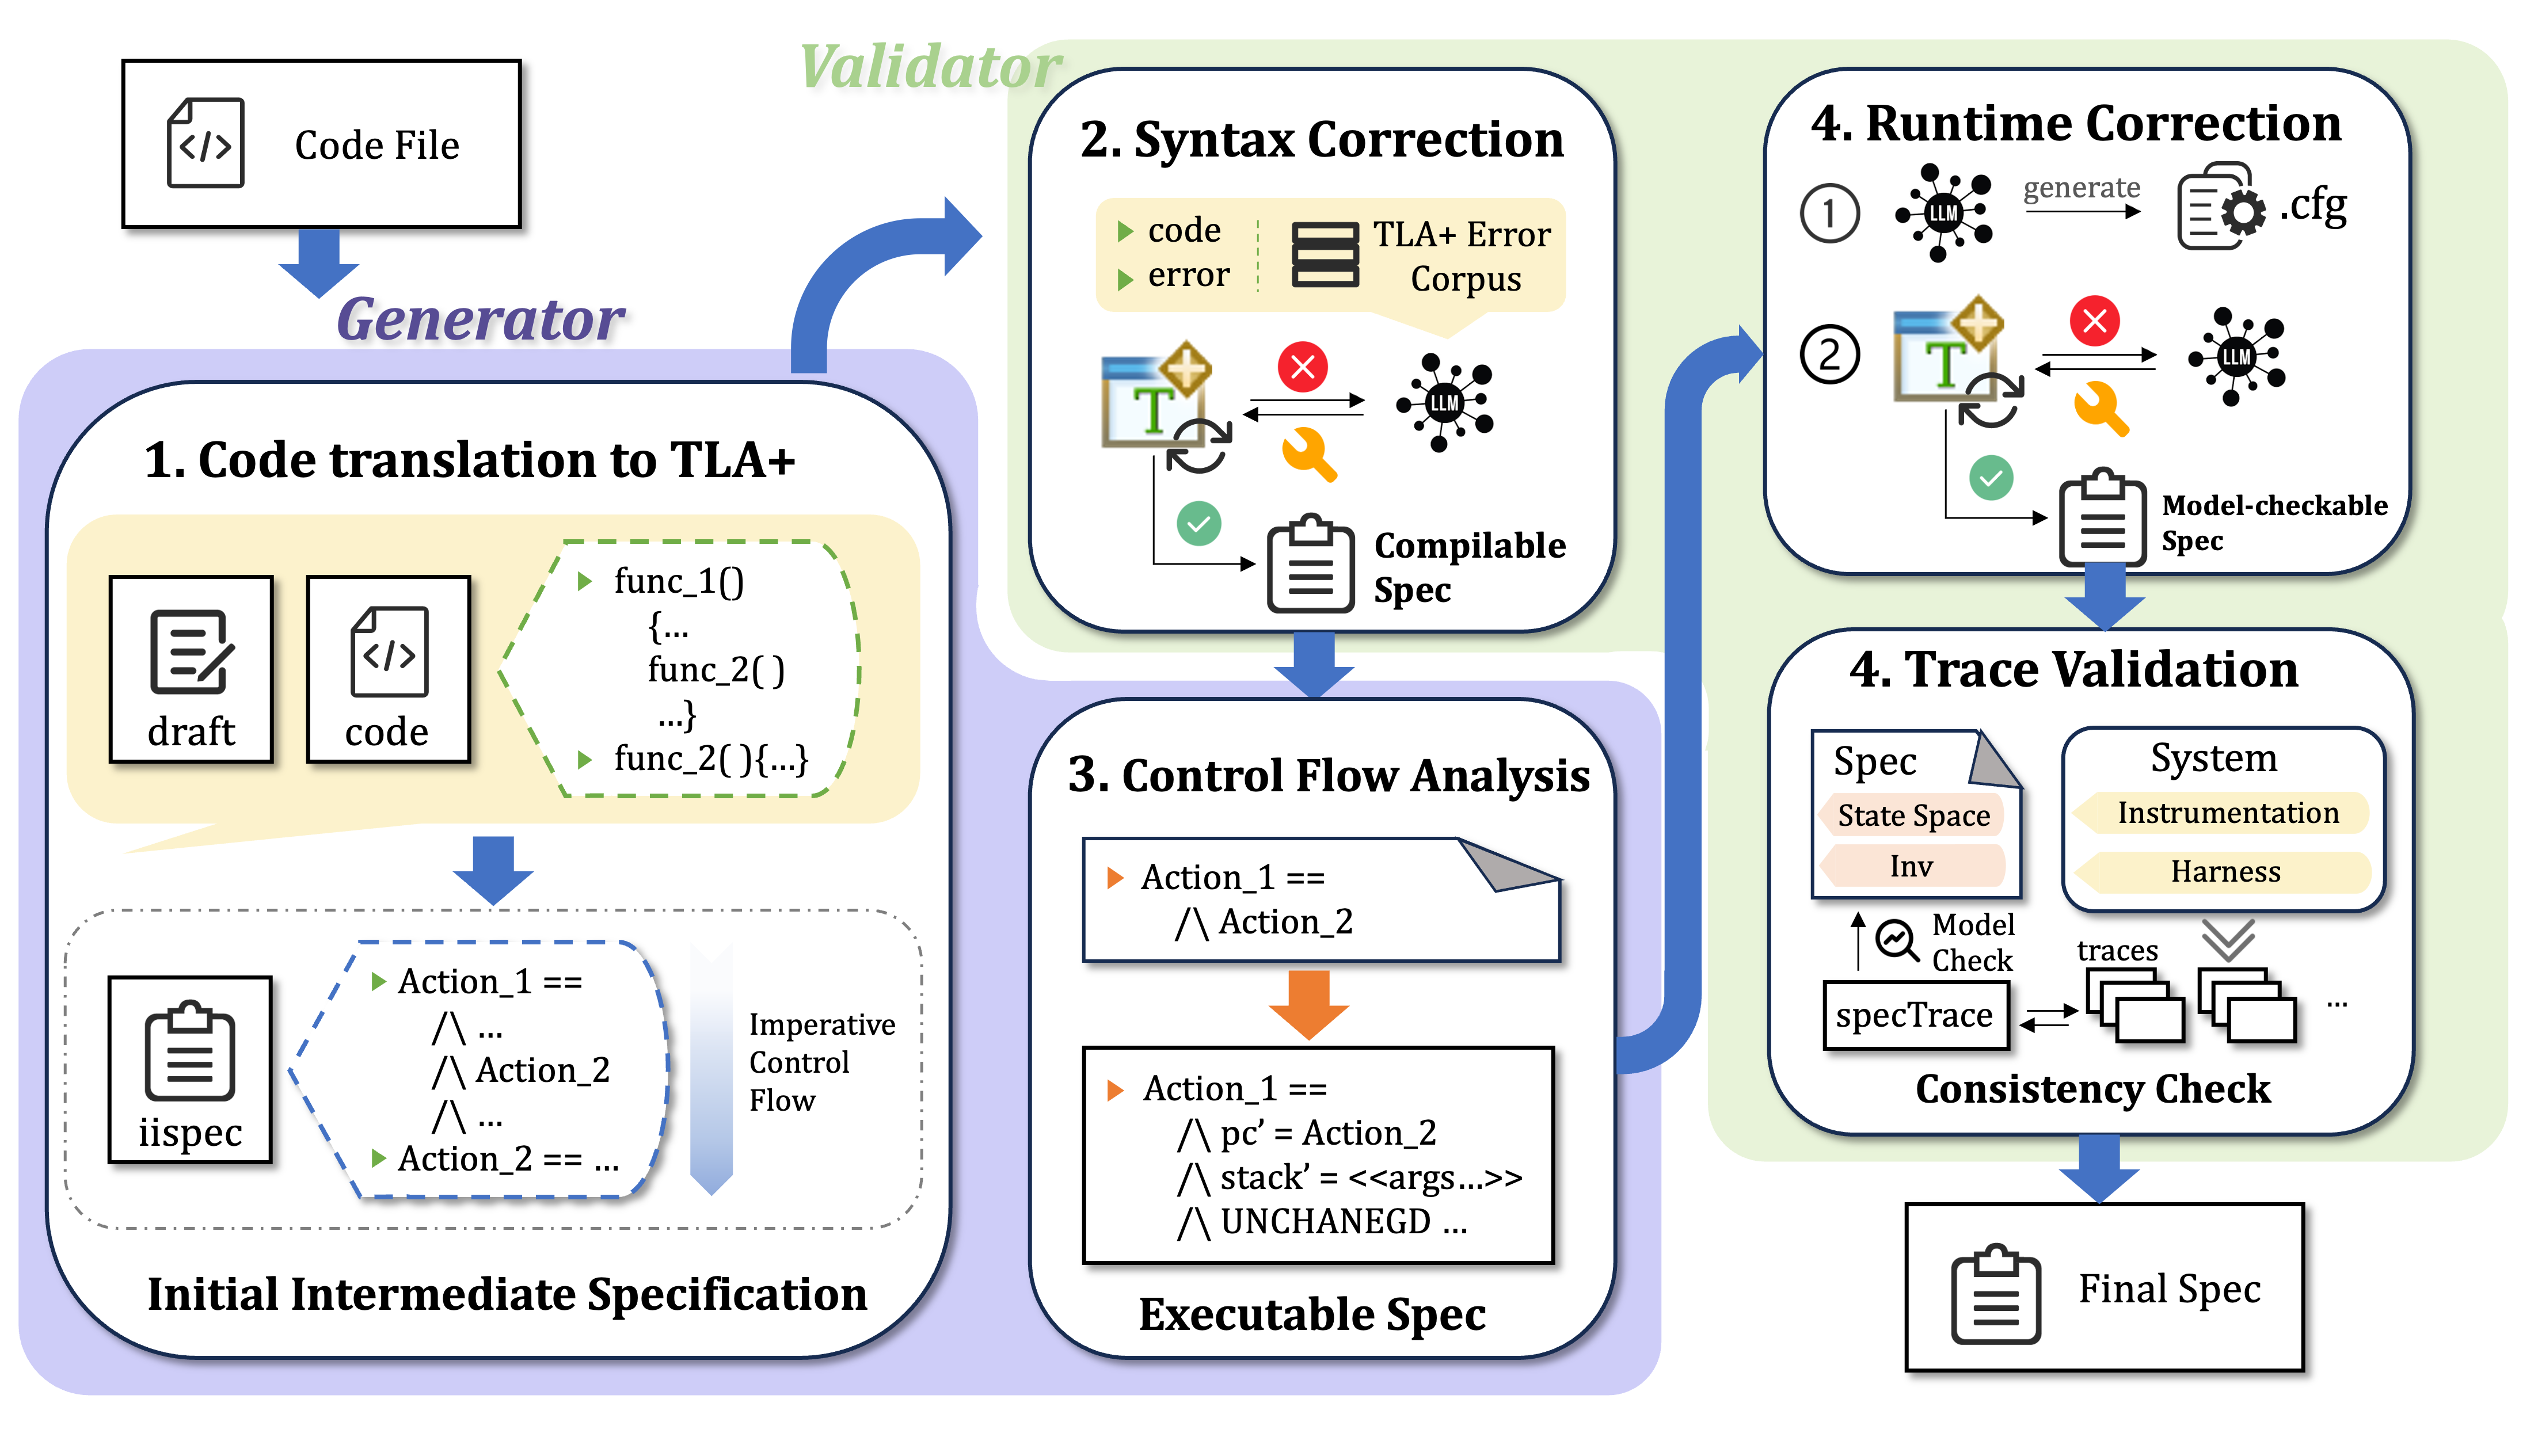 Code File
Generator
1. Code translation to TLA+
draft
code
func_1()
{...
func_2( )
...}
func_2( ){...}
iispec
Action_1 ==
/\ ...
/\ Action_2
/\ ...
Action_2 == ...
Imperative
Control
Flow
Initial Intermediate Specification
Validator
2. Syntax Correction
code
error
TLA+ Error
Corpus
T
LLM
Compilable
Spec
3. Control Flow Analysis
Action_1 ==
/\ Action_2
Action_1 ==
/\ pc’ = Action_2
/\ stack’ = <<args...>>
/\ UNCHANEGD ...
Executable Spec
4. Runtime Correction
1
LLM
generate
.cfg
2
T
LLM
Model-checkable
Spec
4. Trace Validation
Spec
State Space
Inv
System
Instrumentation
Harness
Model
Check
traces
specTrace
...
Consistency Check
Final Spec